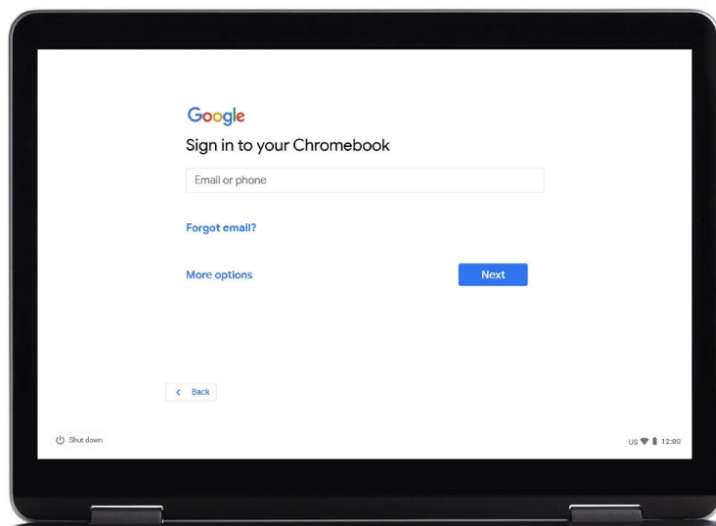 Google
Sign in to your Chromebook
Email or phone
Forgot email?
More options
Next
Back
Shut down
US
12:00